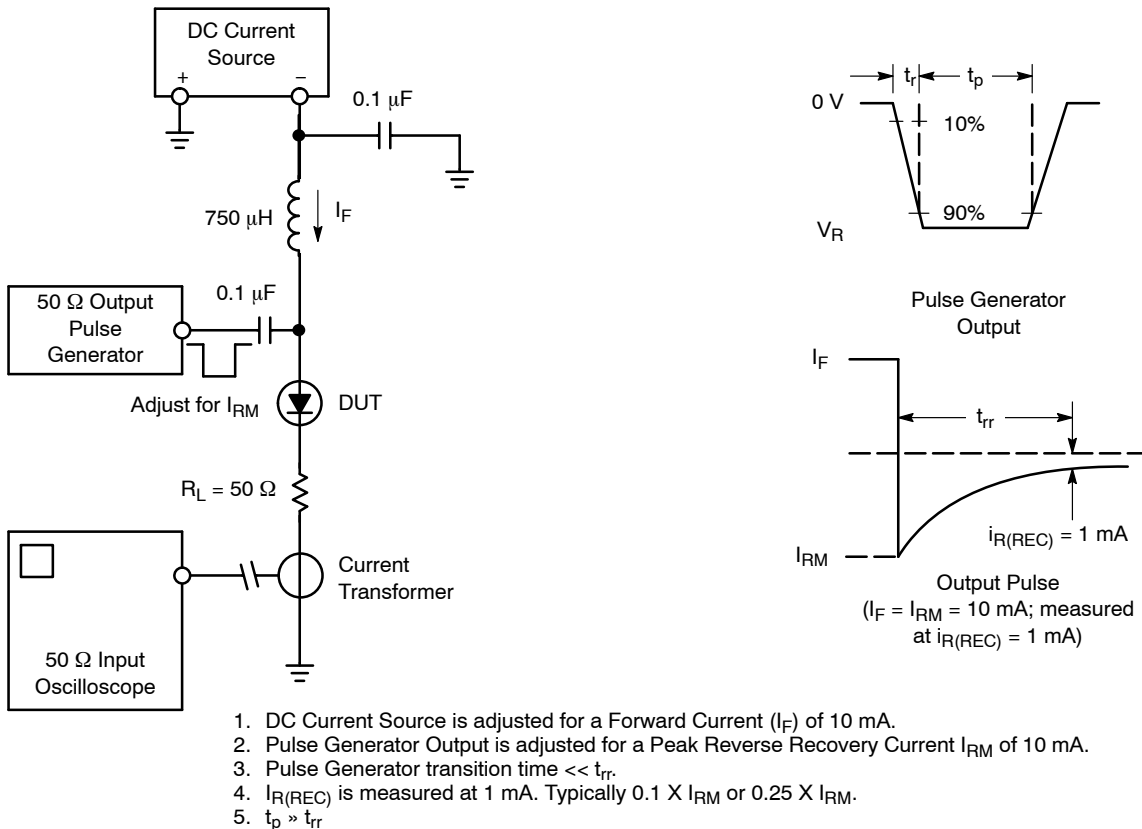 DC Current
Source
+ −
0.1 μF
750 μH
I_F
50 Ω Output
Pulse
Generator
0.1 μF
Adjust for I_RM
DUT
R_L = 50 Ω
Current
Transformer
50 Ω Input
Oscilloscope
t_r t_p
0 V
10%
90%
V_R
Pulse Generator
Output
I_F
t_rr
i_R(REC) = 1 mA
I_RM
Output Pulse
(I_F = I_RM = 10 mA; measured
at i_R(REC) = 1 mA)
1. DC Current Source is adjusted for a Forward Current (I_F) of 10 mA.
2. Pulse Generator Output is adjusted for a Peak Reverse Recovery Current I_RM of 10 mA.
3. Pulse Generator transition time << t_rr.
4. I_R(REC) is measured at 1 mA. Typically 0.1 X I_RM or 0.25 X I_RM.
5. t_p » t_rr